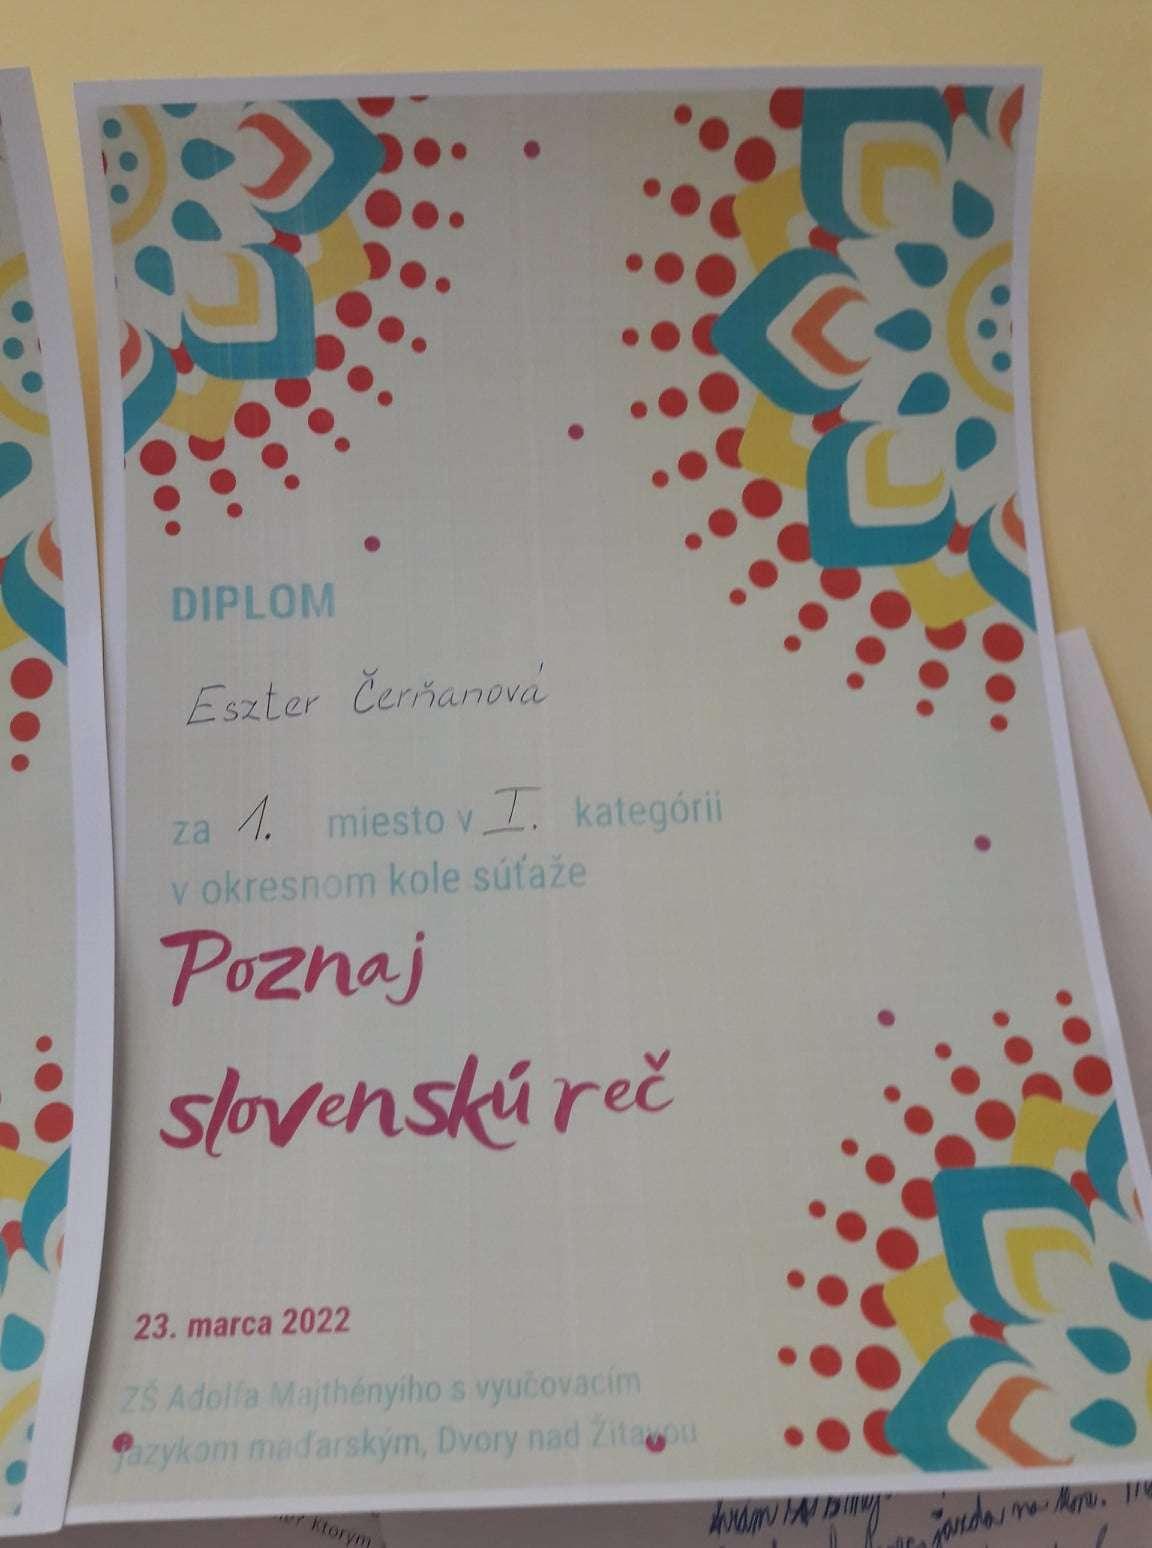 DIPLOM
Eszter Čerňanová
za 1. miesto v I. kategórii
v okresnom kole súťaže
Poznaj
slovenskú reč
23. marca 2022
ZŠ Adolfa Majthényiho s vyučovacím
jazykom maďarským, Dvory nad Žitavou
ktorým